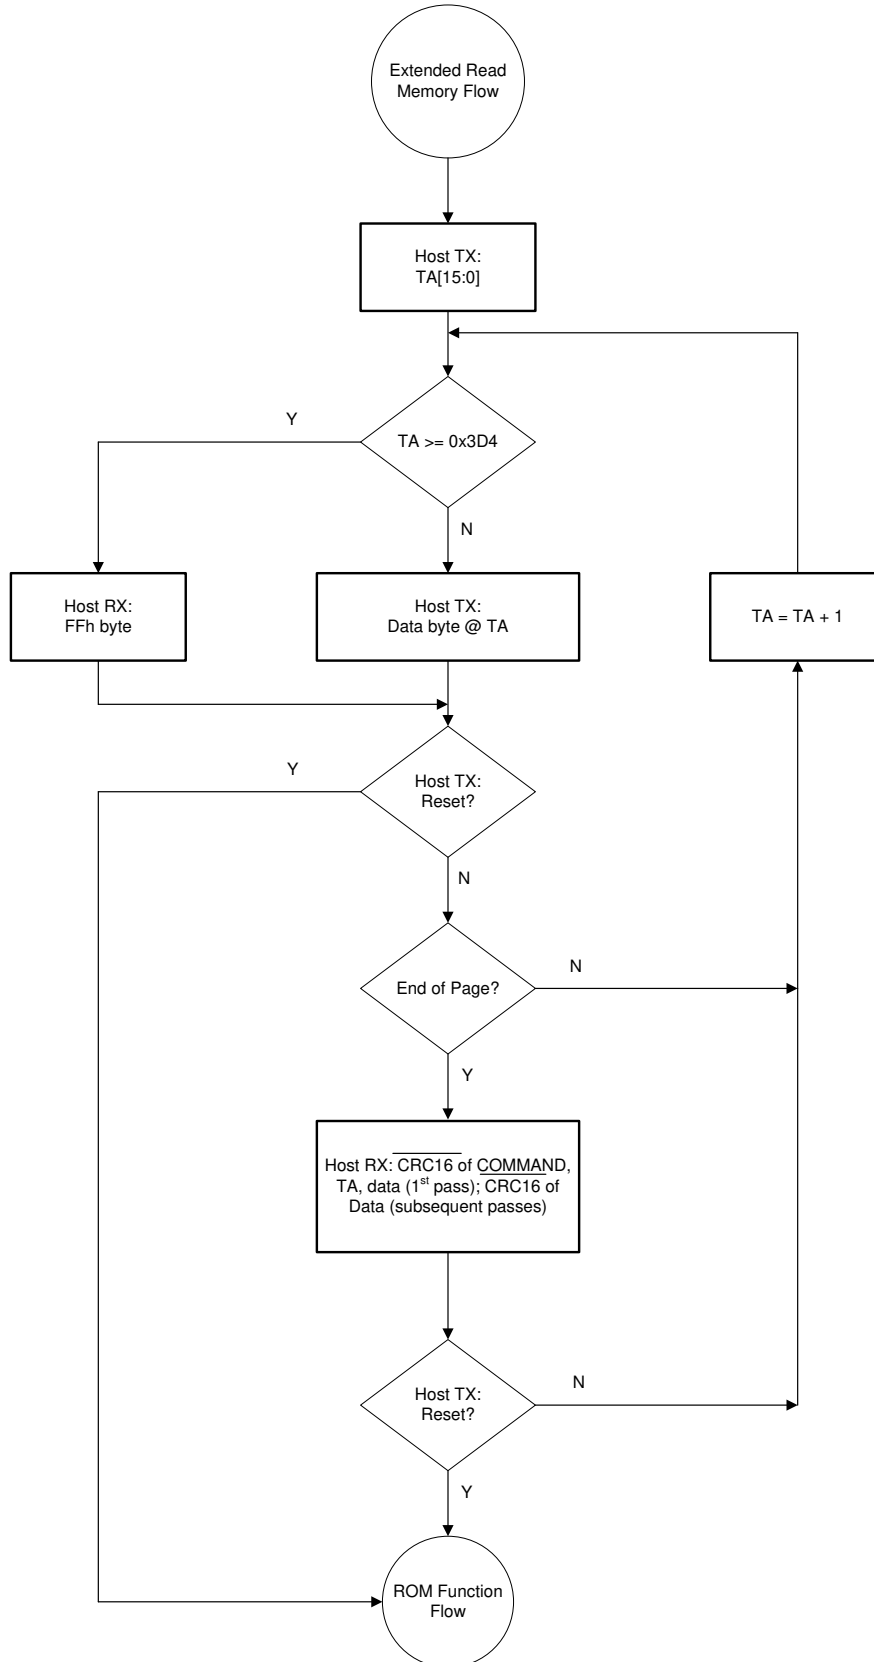 Extended Read
Memory Flow
Host TX:
TA[15:0]
Y
TA >= 0x3D4
N
Host RX:
FFh byte
Host TX:
Data byte @ TA
TA = TA + 1
Y
Host TX:
Reset?
N
End of Page?
N
Y
Host RX: CRC16 of COMMAND,
TA, data (1st pass); CRC16 of
Data (subsequent passes)
Host TX:
Reset?
N
Y
ROM Function
Flow